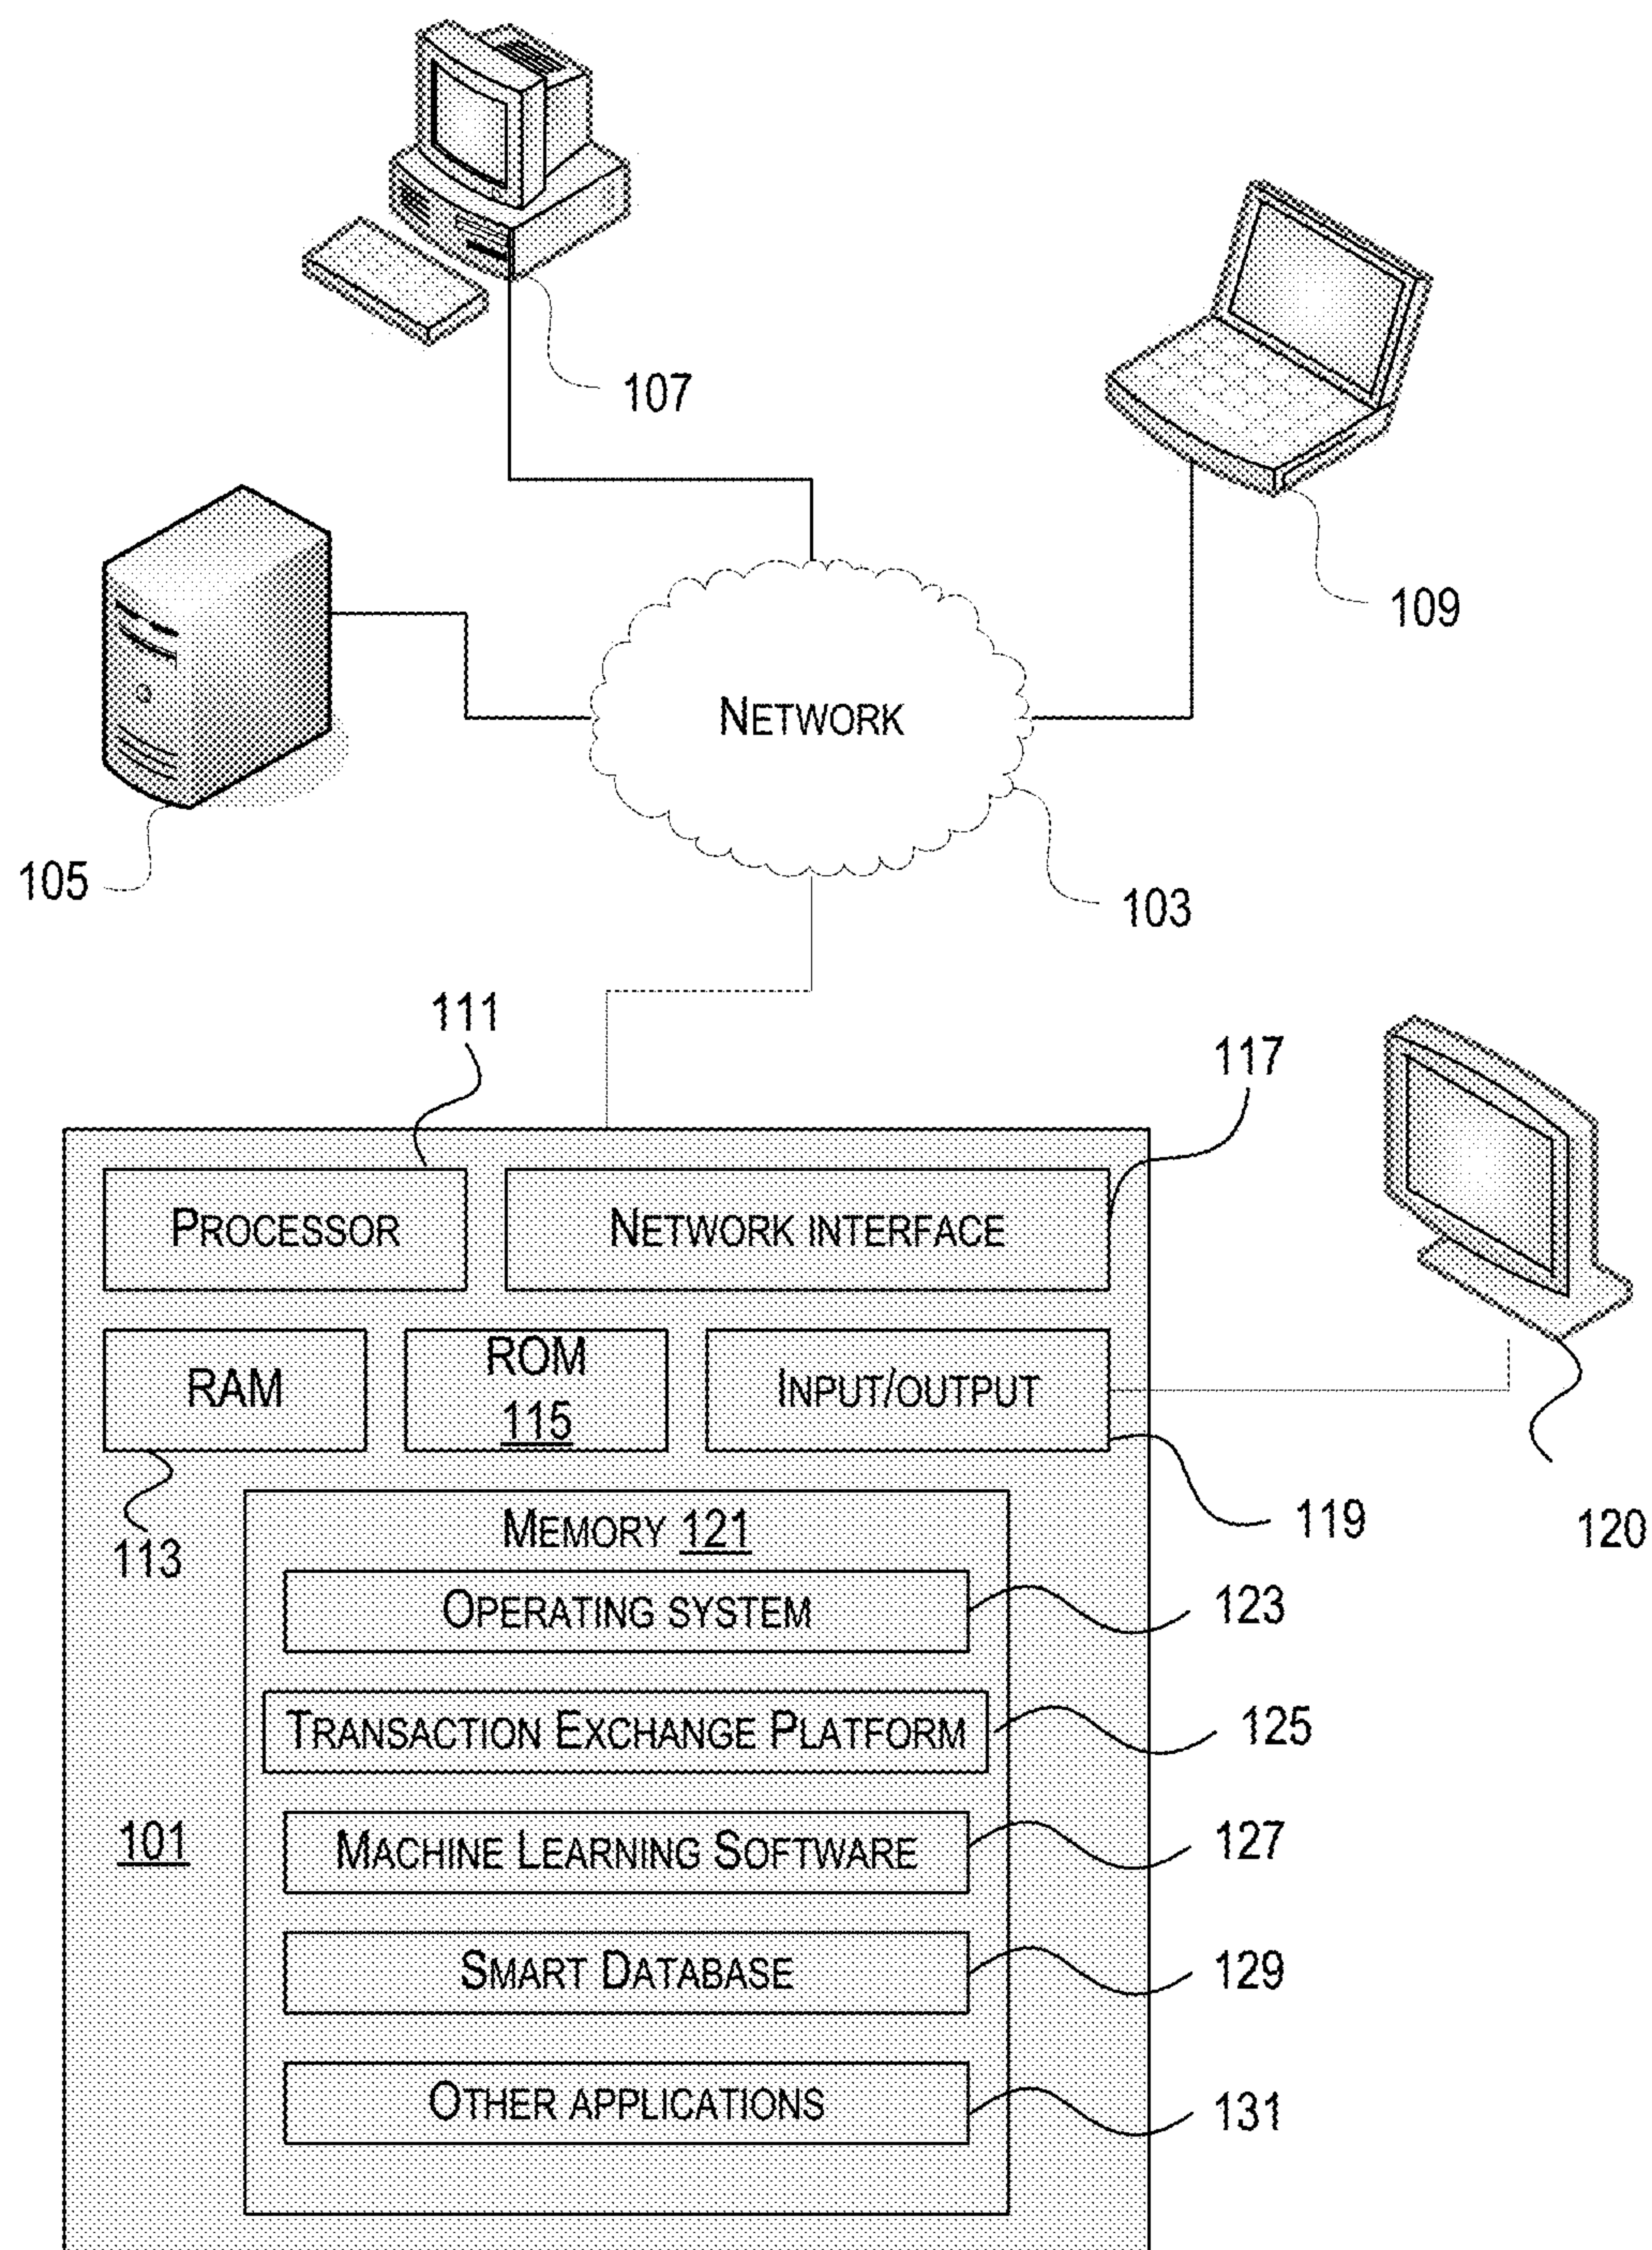 107
109
NETWORK
105
103
111
117
PROCESSOR
NETWORK INTERFACE
RAM
ROM
115
INPUT/OUTPUT
113
119
120
MEMORY 121
OPERATING SYSTEM
123
TRANSACTION EXCHANGE PLATFORM
125
101
MACHINE LEARNING SOFTWARE
127
SMART DATABASE
129
OTHER APPLICATIONS
131